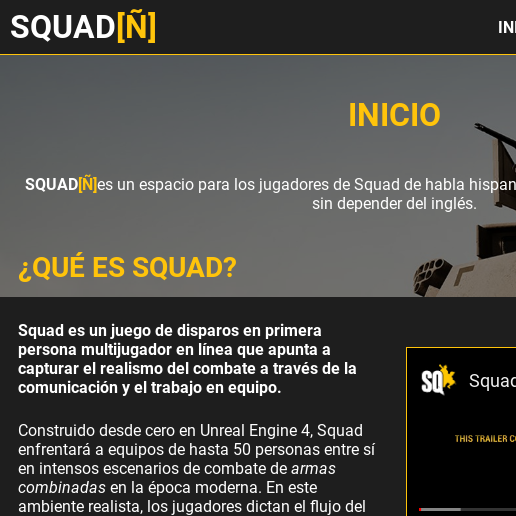 SQUAD[Ñ]
INICIO
SQUAD[Ñ]es un espacio para los jugadores de Squad de habla
sin depender del inglés.
¿QUÉ ES SQUAD?
Squad es un juego de disparos en primera
persona multijugador en línea que apunta a
capturar el realismo del combate a través de la
comunicación y el trabajo en equipo.
SQ
Squad
Construido desde cero en Unreal Engine 4, Squad
enfrentará a equipos de hasta 50 personas entre sí
en intensos escenarios de combate de armas
combinadas en la época moderna. En este
ambiente realista, los jugadores dictan el flujo del
THIS TRAILER